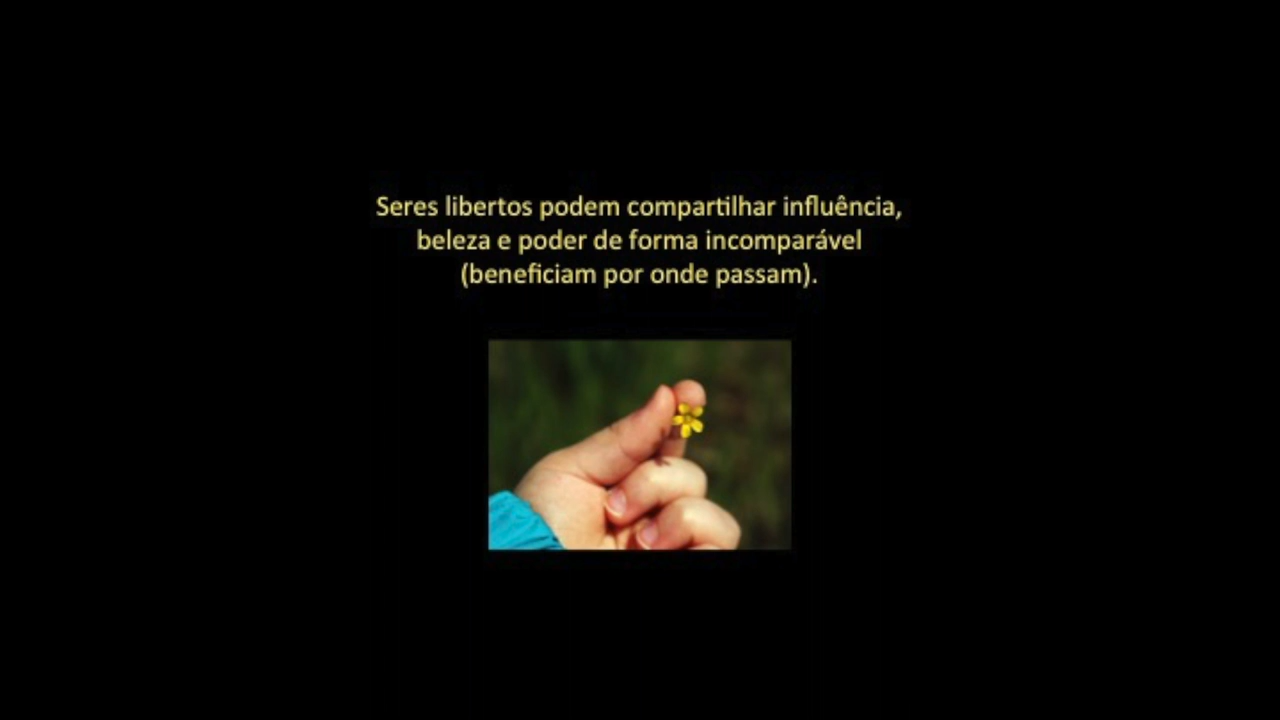 Seres libertos podem compartilhar influência,
beleza e poder de forma incomparável
(beneficiam por onde passam).